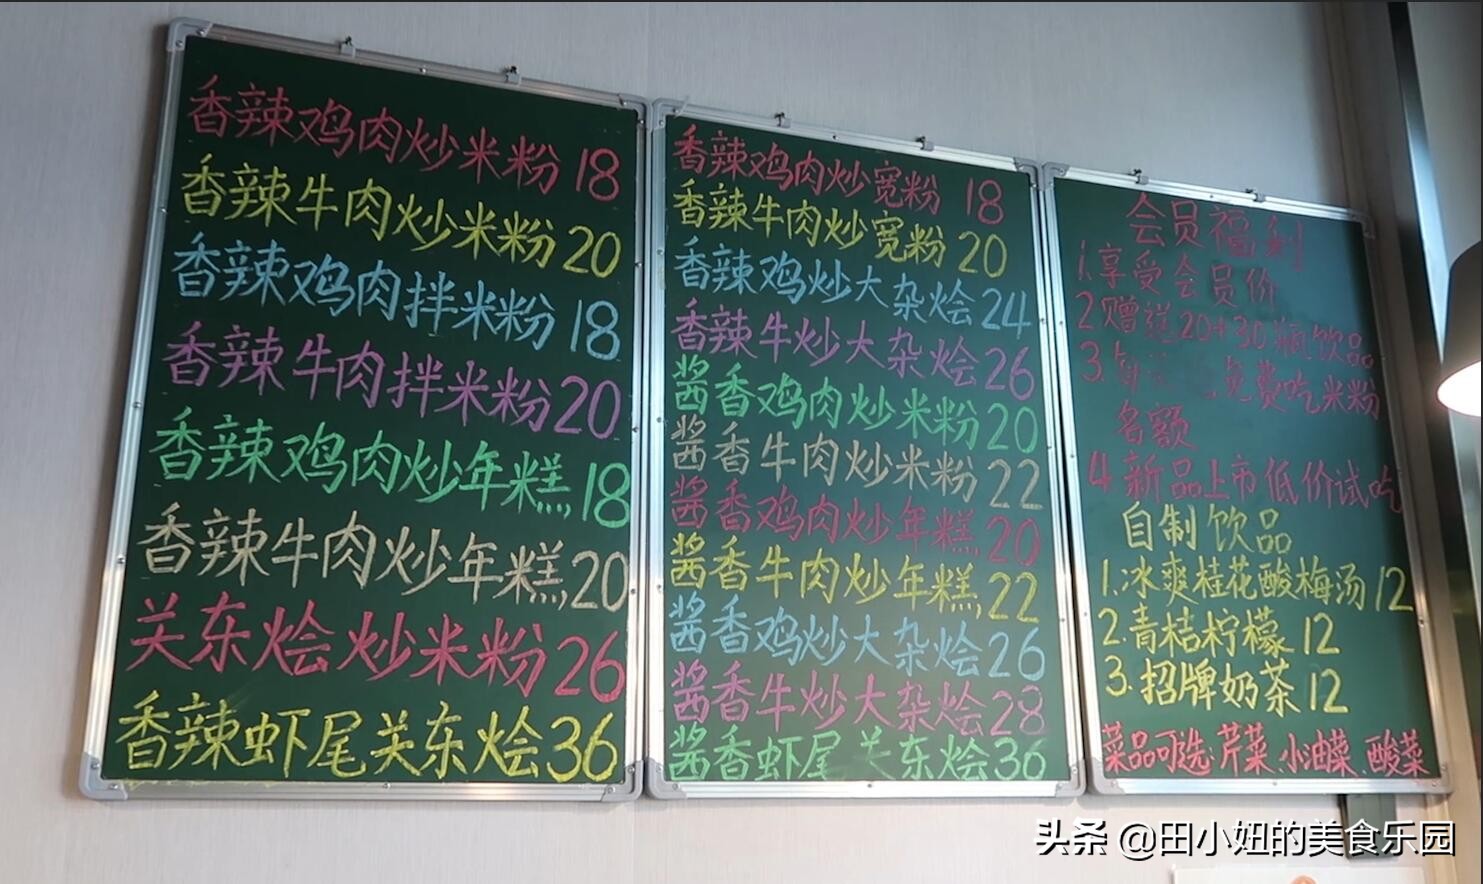 香辣鸡肉炒米粉 18
香辣牛肉炒米粉 20
香辣鸡肉拌米粉 18
香辣牛肉拌米粉 20
香辣鸡肉炒年糕 18
香辣牛肉炒年糕 20
关东烩炒米粉 26
香辣虾尾关东烩 36
香辣鸡肉炒宽粉 18
香辣牛肉炒宽粉 20
香辣鸡炒大杂烩 24
香辣牛炒大杂烩 26
酱香鸡肉炒米粉 20
酱香牛肉炒米粉 22
酱香鸡肉炒年糕 20
酱香牛肉炒年糕 22
酱香鸡炒大杂烩 26
酱香牛炒大杂烩 28
酱香虾尾关东烩 36
会员福利
1.享受会员价
2赠送20+30瓶饮品
3.每 免费吃米粉
名额
4.新品上市低价试吃
自制饮品
1.冰爽桂花酸梅汤 12
2.青桔柠檬 12
3.招牌奶茶 12
菜品可选:芹菜.小油菜.酸菜
头条 @田小妞的美食乐园